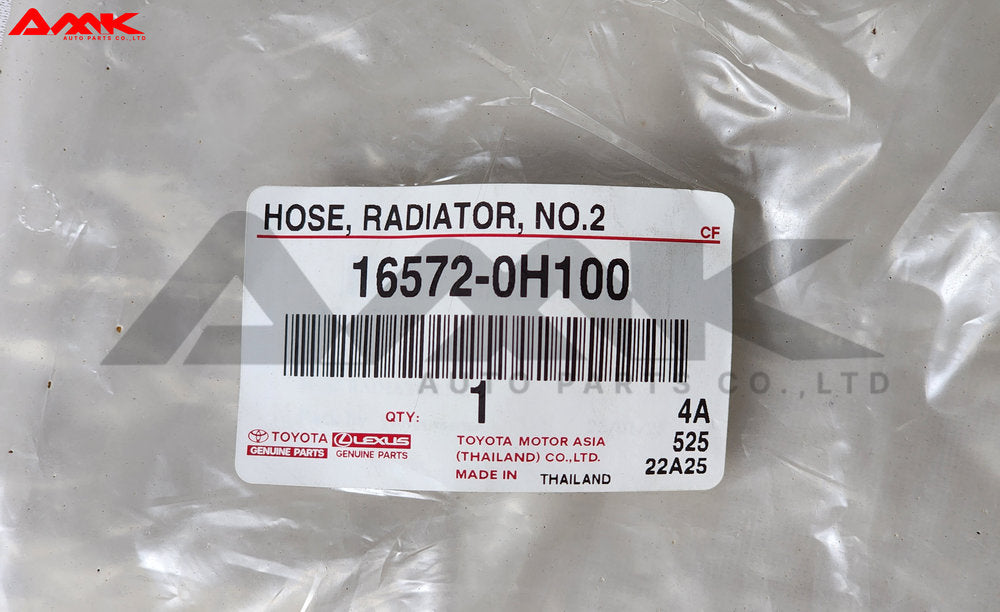 AMK
AUTO PARTS CO.,LTD
HOSE, RADIATOR, NO.2
CF
16572-0H100
AMK
AUTO PARTS CO.,LTD
QTY: 1
4A
TOYOTA
GENUINE PARTS
LEXUS
GENUINE PARTS
TOYOTA MOTOR ASIA
(THAILAND) CO.,LTD.
MADE IN THAILAND
525
22A25